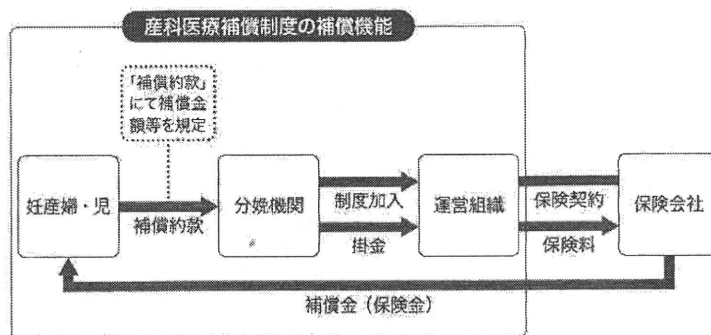 産科医療補償制度の補償機能
「補償約款」
にて補償金
額等を規定
妊産婦・児
補償約款
分娩機関
制度加入
掛金
運営組織
保険契約
保険料
保険会社
補償金（保険金）